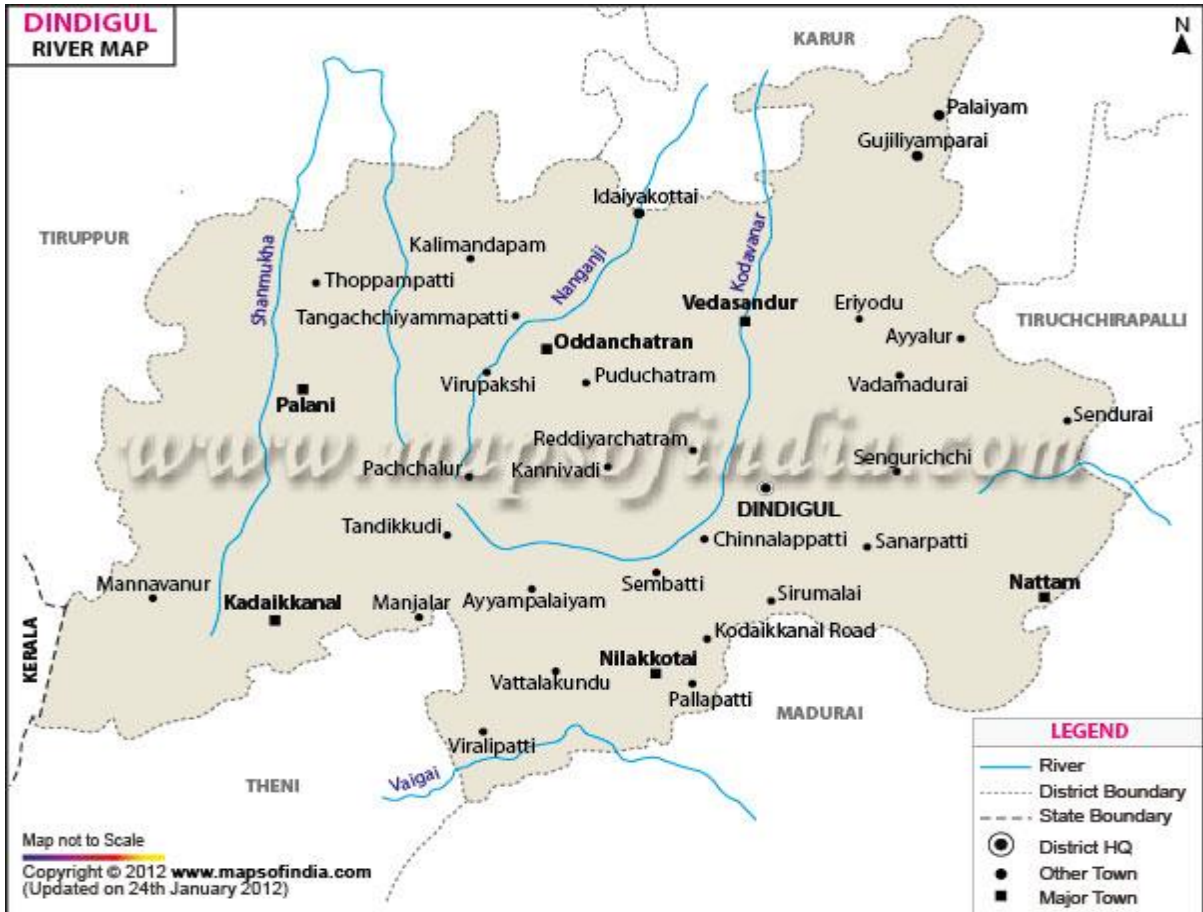 DINDIGUL
RIVER MAP
KARUR
N
Palaiyam
Gujiliyamparai
Idaiyakottai
TIRUPPUR
Kalimandapam
Nanganji
Kodavanar
Shanmukha
Thoppampatti
Tangachchiyammapatti
Vedasandur
Eriyodu
TIRUCHCHIRAPALLI
Ayyalur
Oddanchatran
Virupakshi
Puduchatram
Vadamadurai
Palani
Sendurai
www.mapsofindia.com
Reddiyarchatram
Pachchalur
Kannivadi
Sengurichchi
DINDIGUL
Tandikkudi
Chinnalappatti
Sanarpatti
Mannavanur
Sembatti
Nattam
Kadaikkanal
Manjalar
Ayyampalaiyam
Sirumalai
KERALA
Kodaikkanal Road
Nilakkotai
Vattalakundu
Pallapatti
MADURAI
Viralipatti
Vaigai
THENI
LEGEND
River
District Boundary
State Boundary
District HQ
Other Town
Major Town
Map not to Scale
Copyright © 2012 www.mapsofindia.com
(Updated on 24th January 2012)